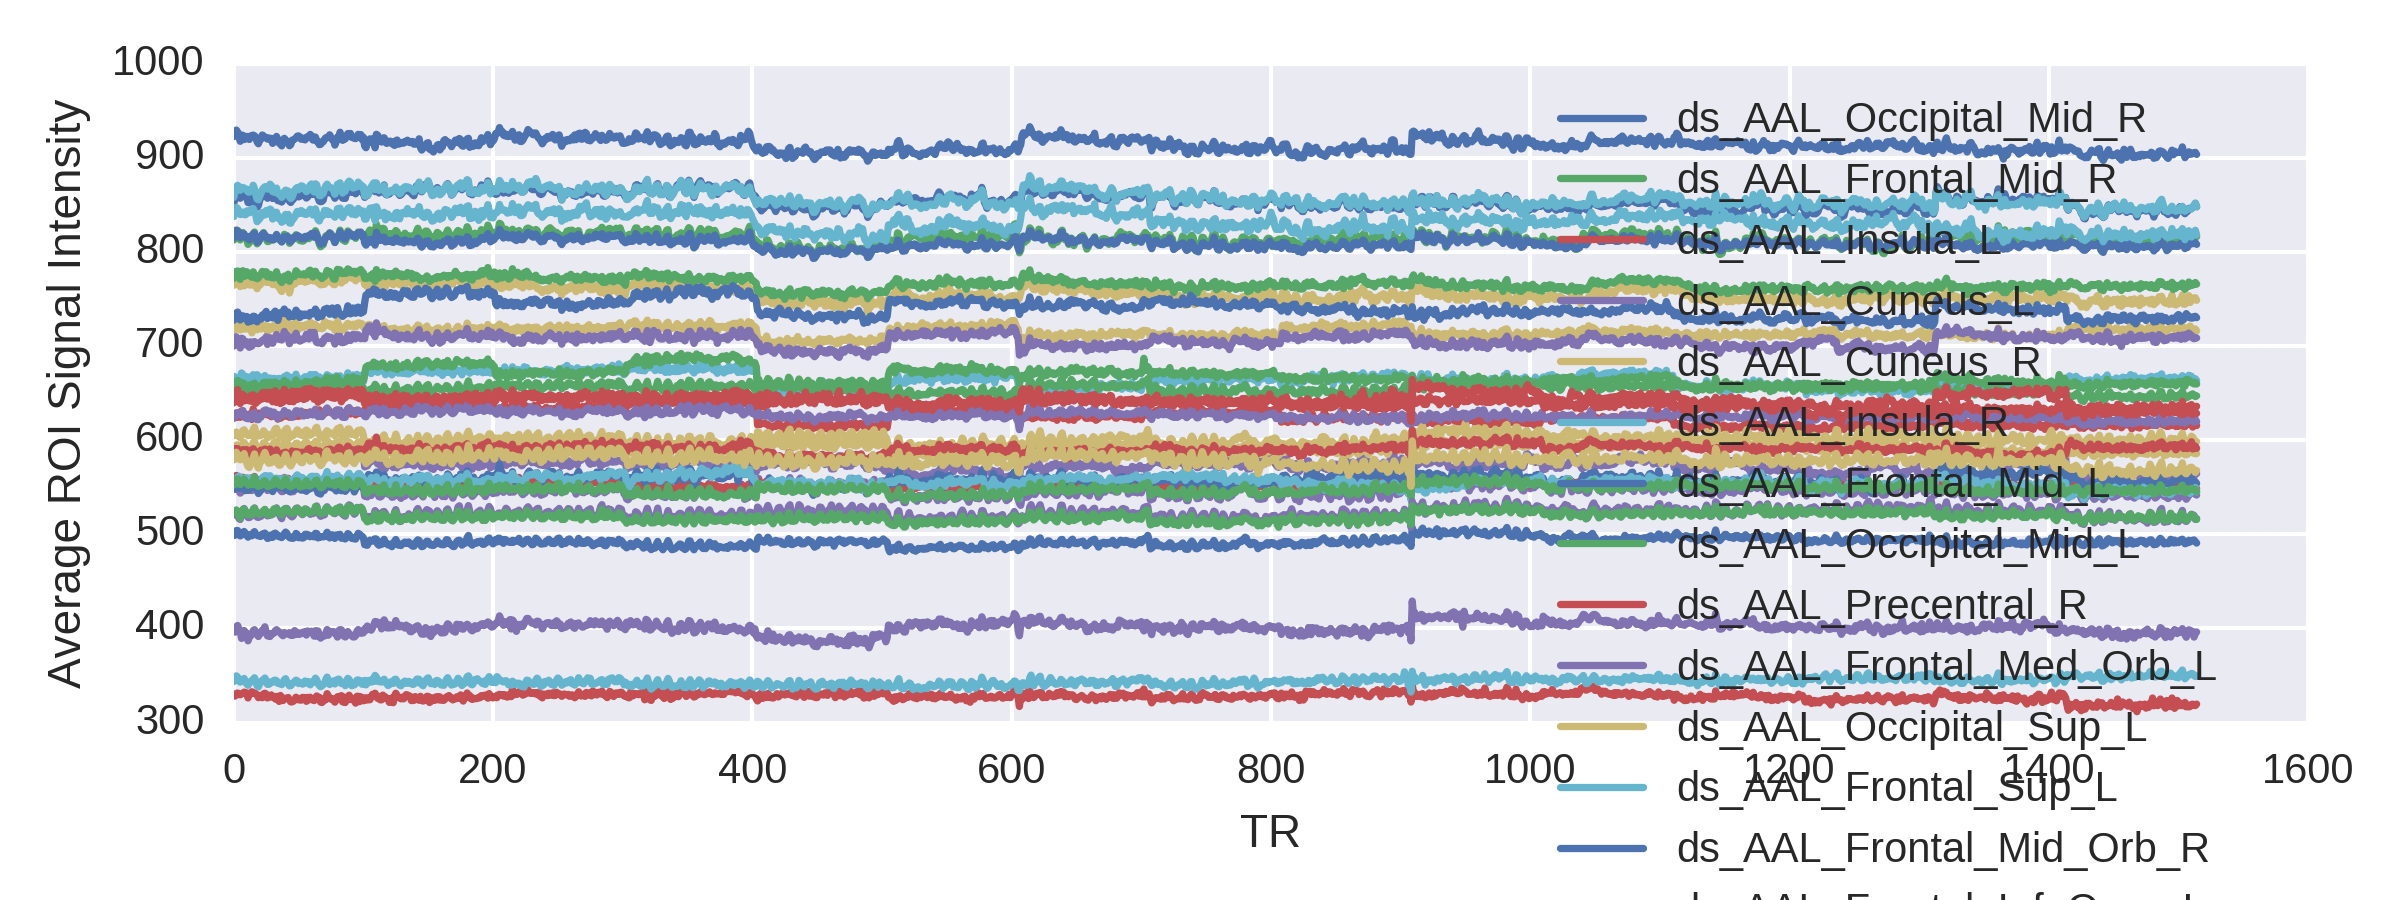 Average ROI Signal Intensity
1000
900
800
700
600
500
400
300
0 200 400 600 800 1000 1200 1400 1600
TR
ds_AAL_Occipital_Mid_R
ds_AAL_Frontal_Mid_R
ds_AAL_Insula_L
ds_AAL_Cuneus_L
ds_AAL_Cuneus_R
ds_AAL_Insula_R
ds_AAL_Frontal_Mid_L
ds_AAL_Occipital_Mid_L
ds_AAL_Precentral_R
ds_AAL_Frontal_Med_Orb_L
ds_AAL_Occipital_Sup_L
ds_AAL_Frontal_Sup_L
ds_AAL_Frontal_Mid_Orb_R